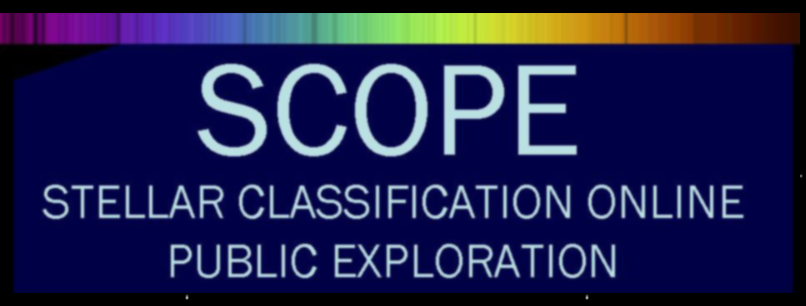 SCOPE
STELLAR CLASSIFICATION ONLINE
PUBLIC EXPLORATION